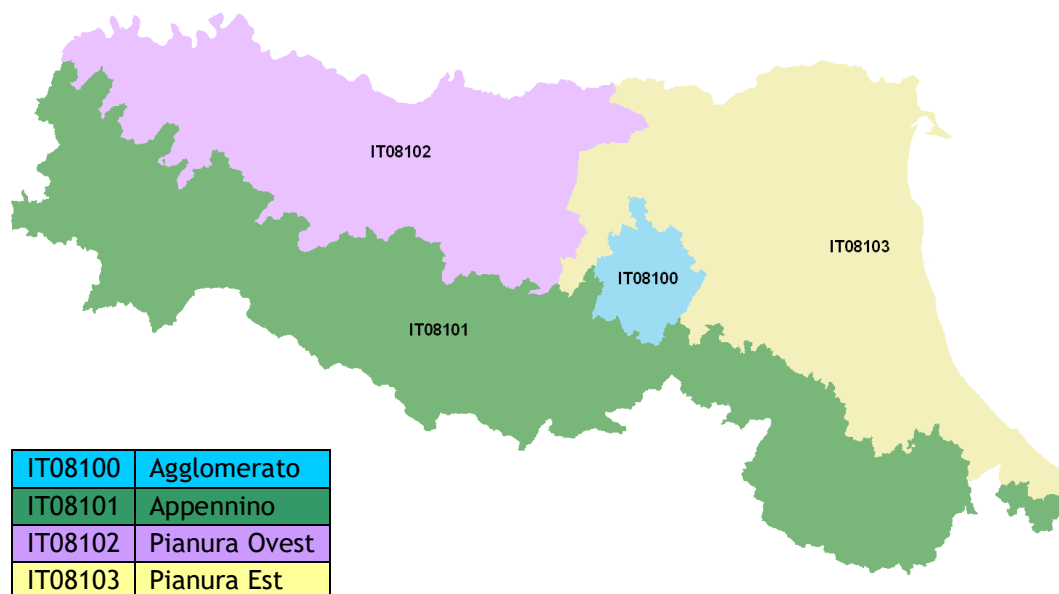 IT08102
IT08103
IT08100
IT08101
IT08100 Agglomerato
IT08101 Appennino
IT08102 Pianura Ovest
IT08103 Pianura Est